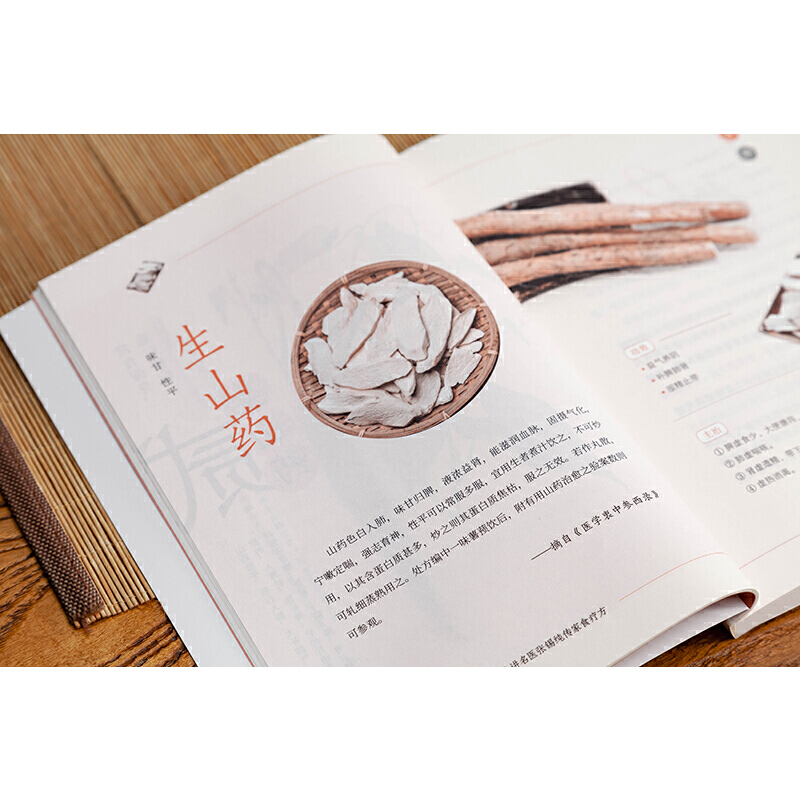 生山药
味甘 性平
山药色白入肺，味甘归脾，液浓益肾，能滋润血脉，固摄气化，
宁嗽定喘，强志育神，性平可以常服多服，宜用生者煮汁饮之，不可炒
用，以其含蛋白质甚多，炒之则其蛋白质焦枯，服之无效。若作丸散，
可轧细蒸熟用之。处方编中一味薯蓣饮后，附有用山药治愈之验案数则
可参观。
——摘自《医学衷中参西录》
名医张锡纯传家食疗方
功效
• 益气养阴
• 补脾肺肾
• 涩精止带
主治
① 脾虚食少，大便溏泻
② 肺虚喘咳。
③ 肾虚遗精，带下
④ 虚热消渴。